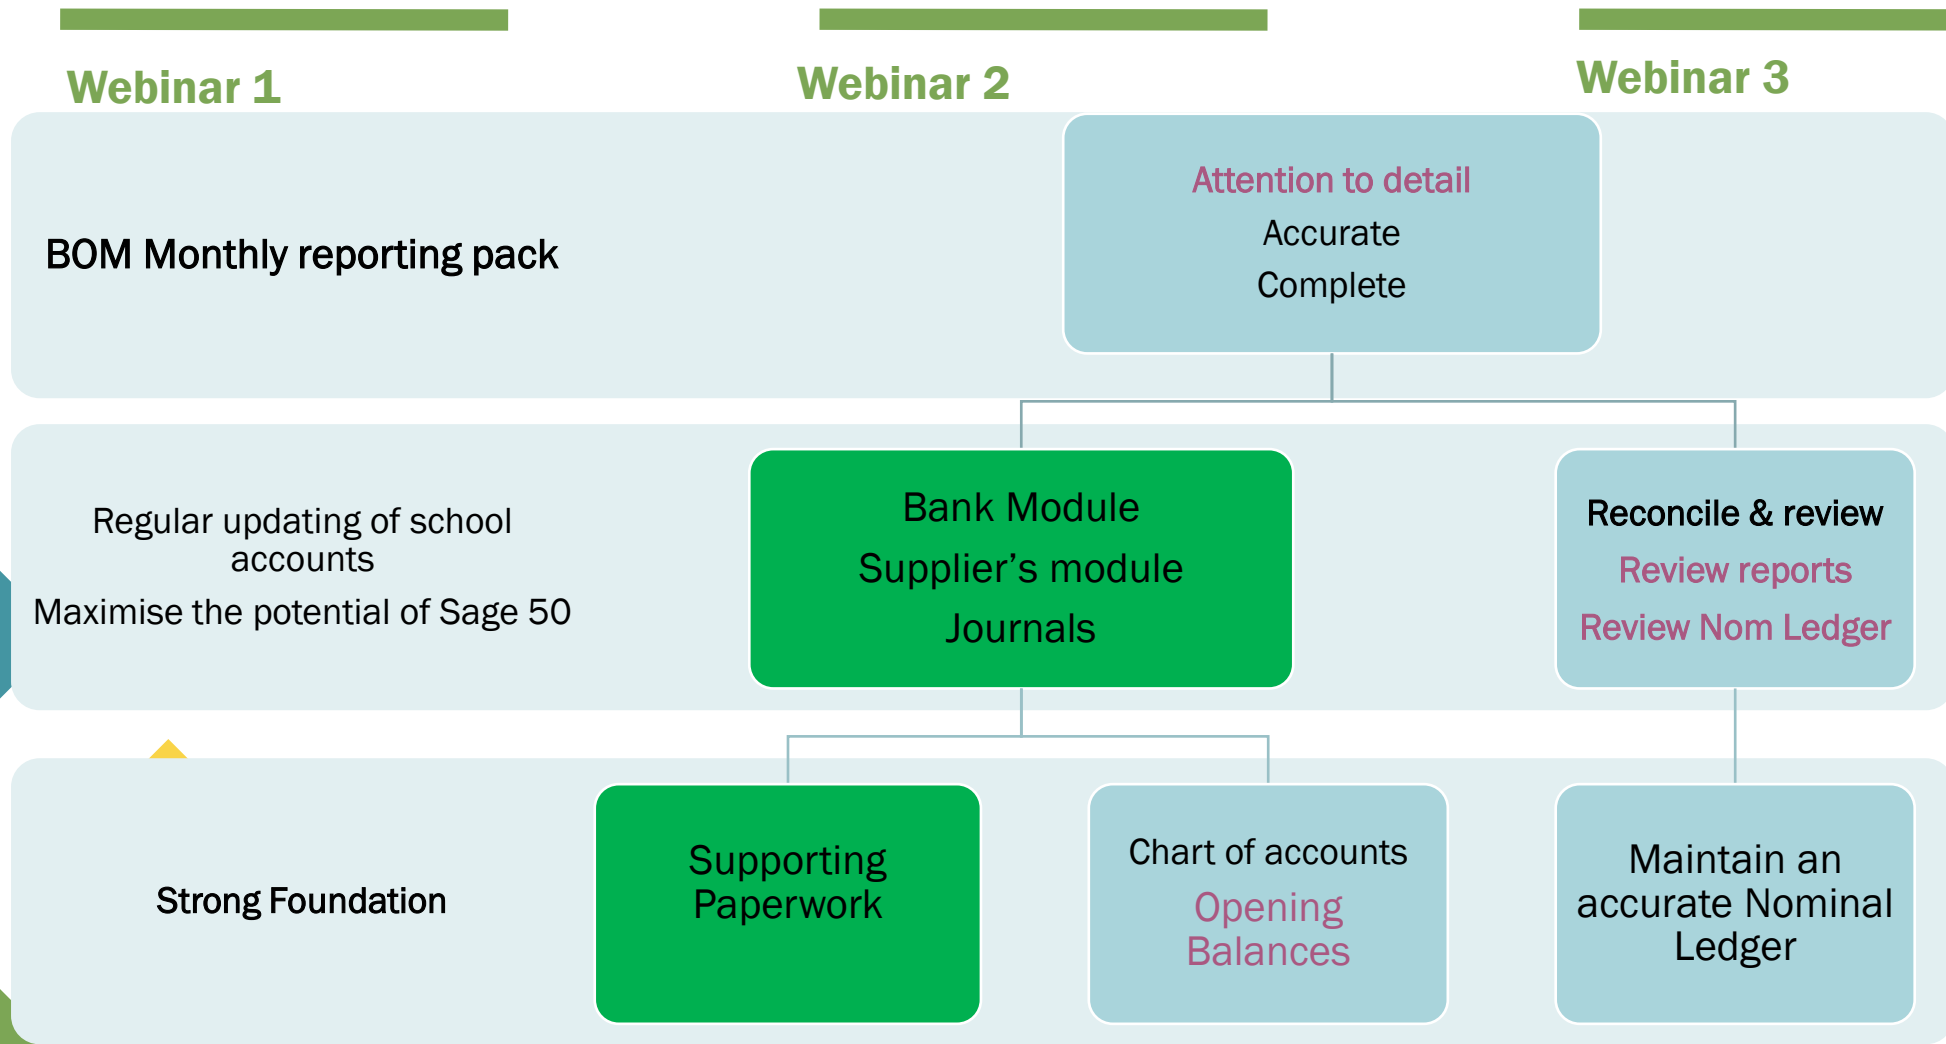 Webinar 1
Webinar 2
Webinar 3
BOM Monthly reporting pack
Attention to detail
Accurate
Complete
Regular updating of school
accounts
Maximise the potential of Sage 50
Bank Module
Supplier’s module
Journals
Reconcile & review
Review reports
Review Nom Ledger
Strong Foundation
Supporting
Paperwork
Chart of accounts
Opening
Balances
Maintain an
accurate Nominal
Ledger